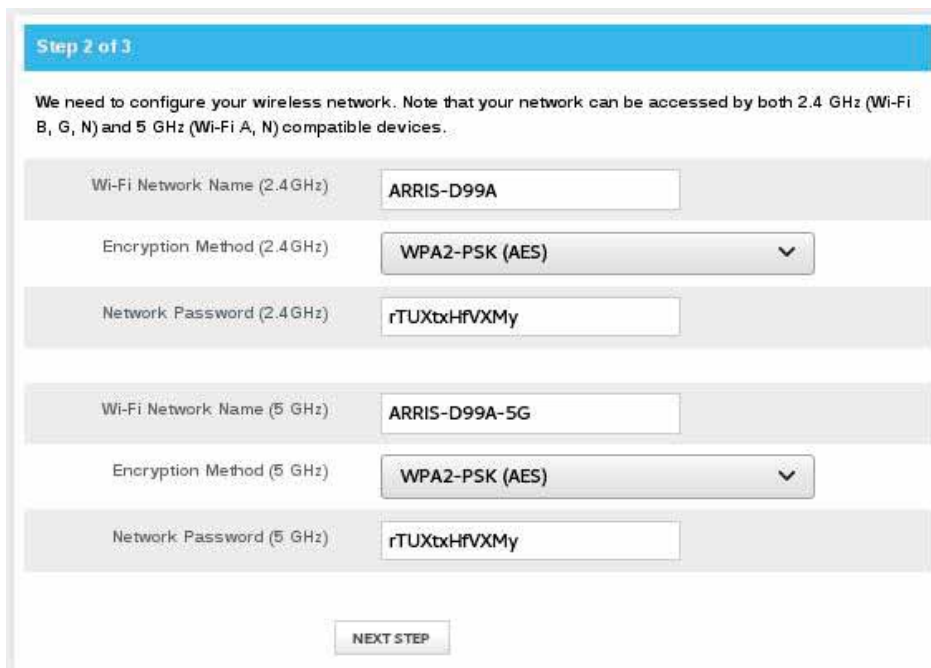 Step 2 of 3
We need to configure your wireless network. Note that your network can be accessed by both 2.4 GHz (Wi-Fi
B, G, N) and 5 GHz (Wi-Fi A, N) compatible devices.
Wi-Fi Network Name (2.4GHz) ARRIS-D99A
Encryption Method (2.4GHz) WPA2-PSK (AES)
Network Password (2.4GHz) rTUXtxHfVXMy
Wi-Fi Network Name (5 GHz) ARRIS-D99A-5G
Encryption Method (5 GHz) WPA2-PSK (AES)
Network Password (5 GHz) rTUXtxHfVXMy
NEXT STEP